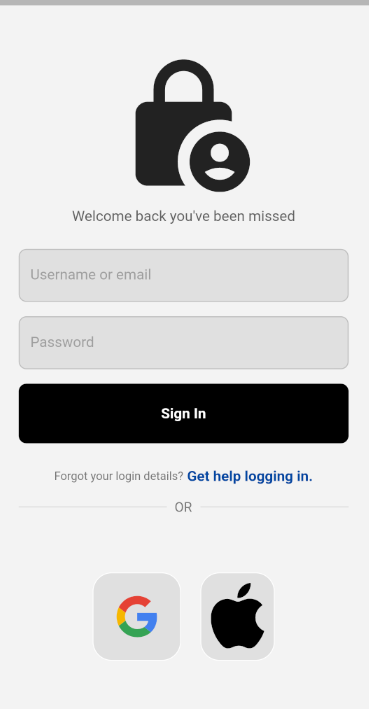 Welcome back you've been missed
Username or email
Password
Sign In
Forgot your login details? Get help logging in.
OR